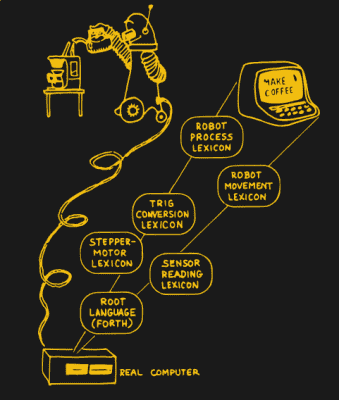 MAKE
COFFEE
ROBOT
PROCESS
LEXICON
ROBOT
MOVEMENT
LEXICON
TRIG
CONVERSION
LEXICON
STEPPER-
MOTOR
LEXICON
SENSOR
READING
LEXICON
ROOT
LANGUAGE
(FORTH)
REAL COMPUTER